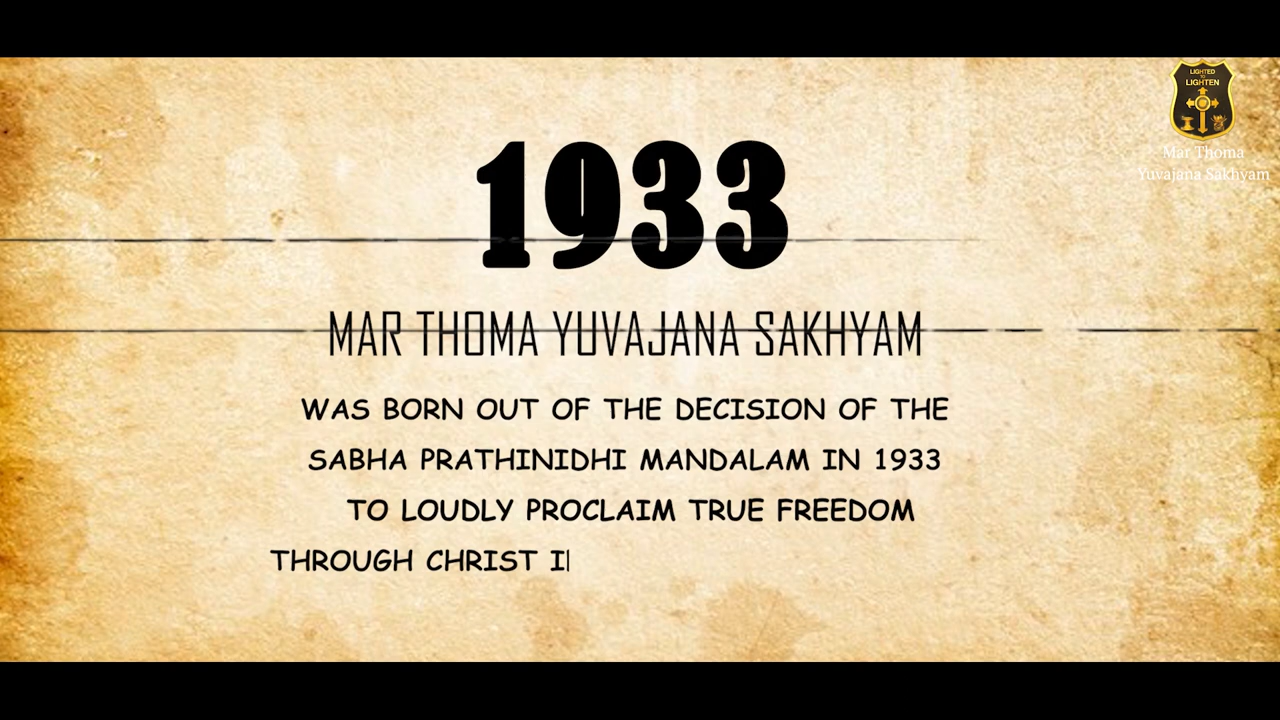 LIGHTED
TO
LIGHTEN
Mar Thoma
Yuvajana Sakhyam
1933
MAR THOMA YUVAJANA SAKHYAM
WAS BORN OUT OF THE DECISION OF THE
SABHA PRATHINIDHI MANDALAM IN 1933
TO LOUDLY PROCLAIM TRUE FREEDOM
THROUGH CHRIST I